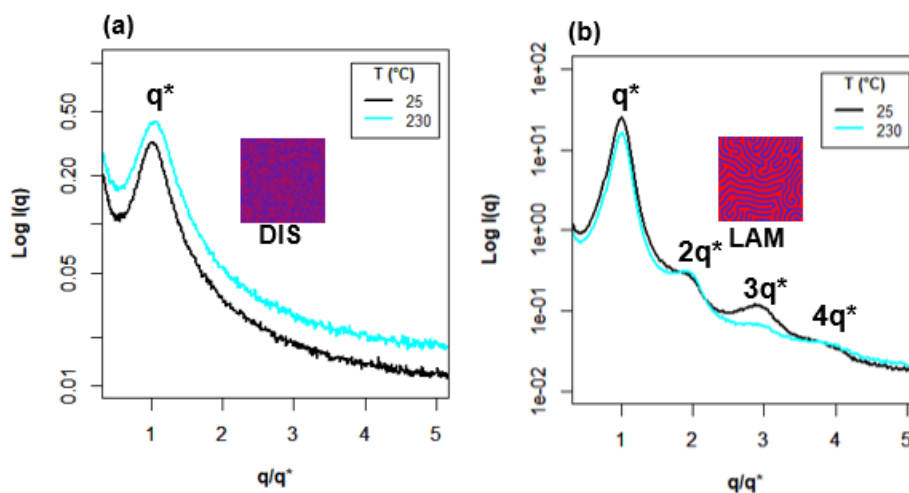 (a)
Log I(q)
0.50
0.20
0.05
0.01
q*
T (°C)
25
230
DIS
1 2 3 4 5
q/q*
(b)
Log I(q)
1e+02
1e+01
1e+00
1e-01
1e-02
q*
T (°C)
25
230
LAM
2q*
3q*
4q*
1 2 3 4 5
q/q*